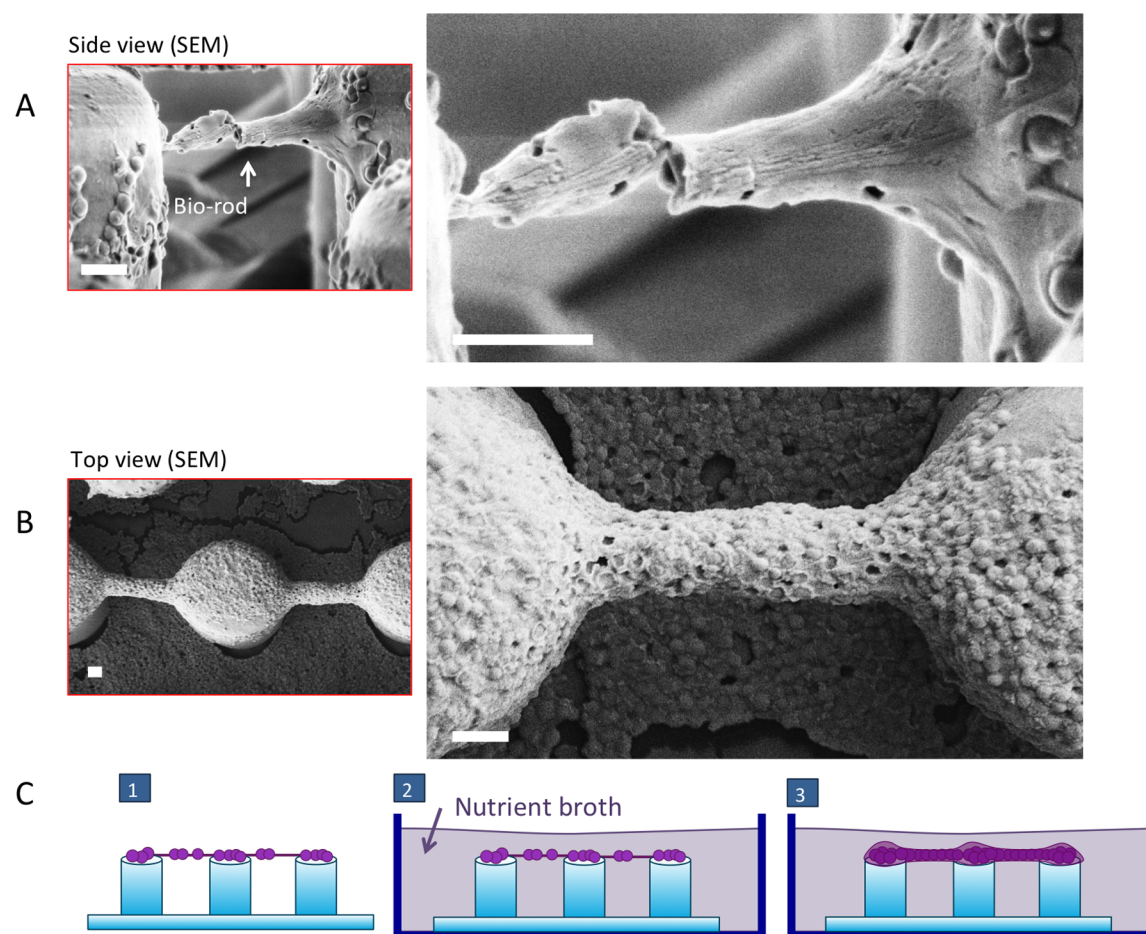 Side view (SEM)
A
Bio-rod
Top view (SEM)
B
C
1
2
3
Nutrient broth